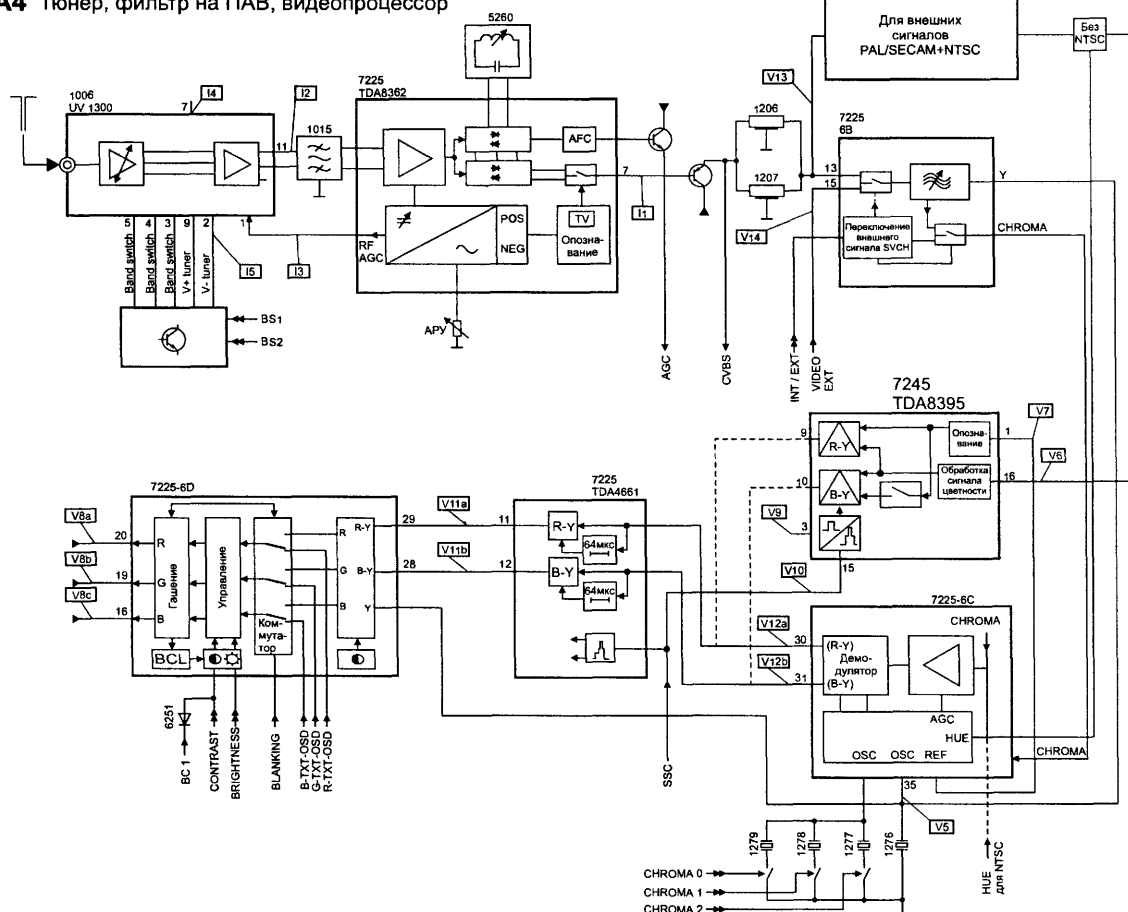 А4 Тюнер, фильтр на ПАВ, видеопроцессор
5260
Для внешних
сигналов
PAL/SECAM+NTSC
Без
NTSC
1006
UV 1300
7
I4
I2
11
1015
7225
TDA8362
AFC
7
TV
Опозна-
вание
I1
POS
NEG
RF
AGC
1
I3
I5
5
4
3
9
2
Band switch
Band switch
Band switch
V+ tuner
V- tuner
BS1
BS2
АРУ
AGC
CVBS
1206
1207
V13
V14
7225
6B
13
15
Y
CHROMA
Переключение
внешнего
сигнала SVCH
INT / EXT
VIDEO
EXT
7245
TDA8395
9
R-Y
Опозна-
вание
1
V7
10
B-Y
Обработка
сигнала
цветности
16
V6
V9
3
V10
15
7225-6D
V8a
20
R
V8b
19
G
V8c
16
B
Гашение
Управление
Ком-
мута-
тор
R
G
B
R-Y
B-Y
Y
BCL
29
28
V11a
V11b
11
12
7225
TDA4661
R-Y
64мкс
B-Y
64мкс
6251
BC 1
CONTRAST
BRIGHTNESS
BLANKING
B-TXT-OSD
G-TXT-OSD
R-TXT-OSD
SSC
7225-6C
CHROMA
V12a
30
V12b
31
(R-Y)
Демо-
дулятор
(B-Y)
AGC
HUE
OSC OSC REF
CHROMA
35
V5
1279
1278
1277
1276
CHROMA 0
CHROMA 1
CHROMA 2
HUE
для NTSC